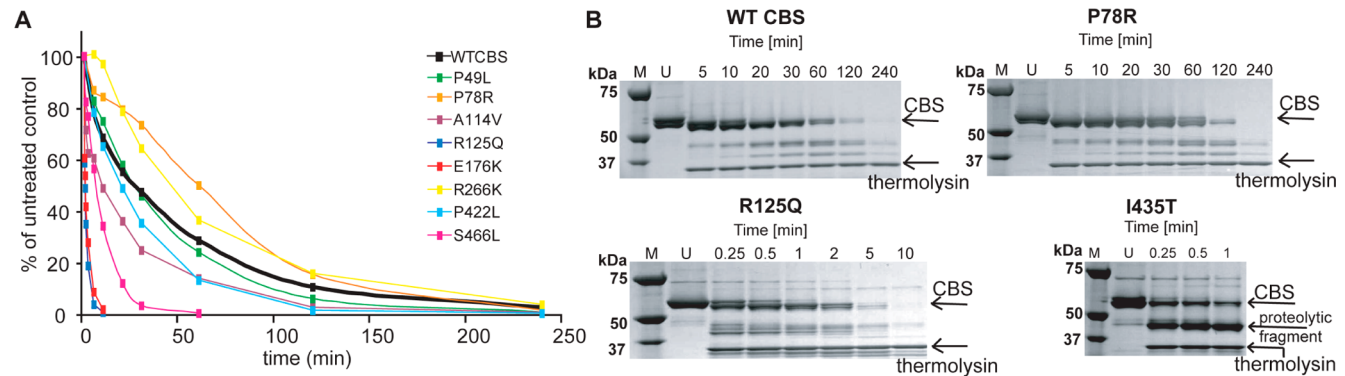 A
% of untreated control
100
80
60
40
20
0
0 50 100 150 200 250
time (min)
WTCBS
P49L
P78R
A114V
R125Q
E176K
R266K
P422L
S466L
B
WT CBS
Time [min]
kDa M U 5 10 20 30 60 120 240
75
50
37
CBS
thermolysin
P78R
Time [min]
kDa M U 5 10 20 30 60 120 240
75
50
37
CBS
thermolysin
R125Q
Time [min]
kDa M U 0.25 0.5 1 2 5 10
75
50
37
CBS
thermolysin
I435T
Time [min]
kDa M U 0.25 0.5 1
75
50
37
CBS
proteolytic
fragment
thermolysin